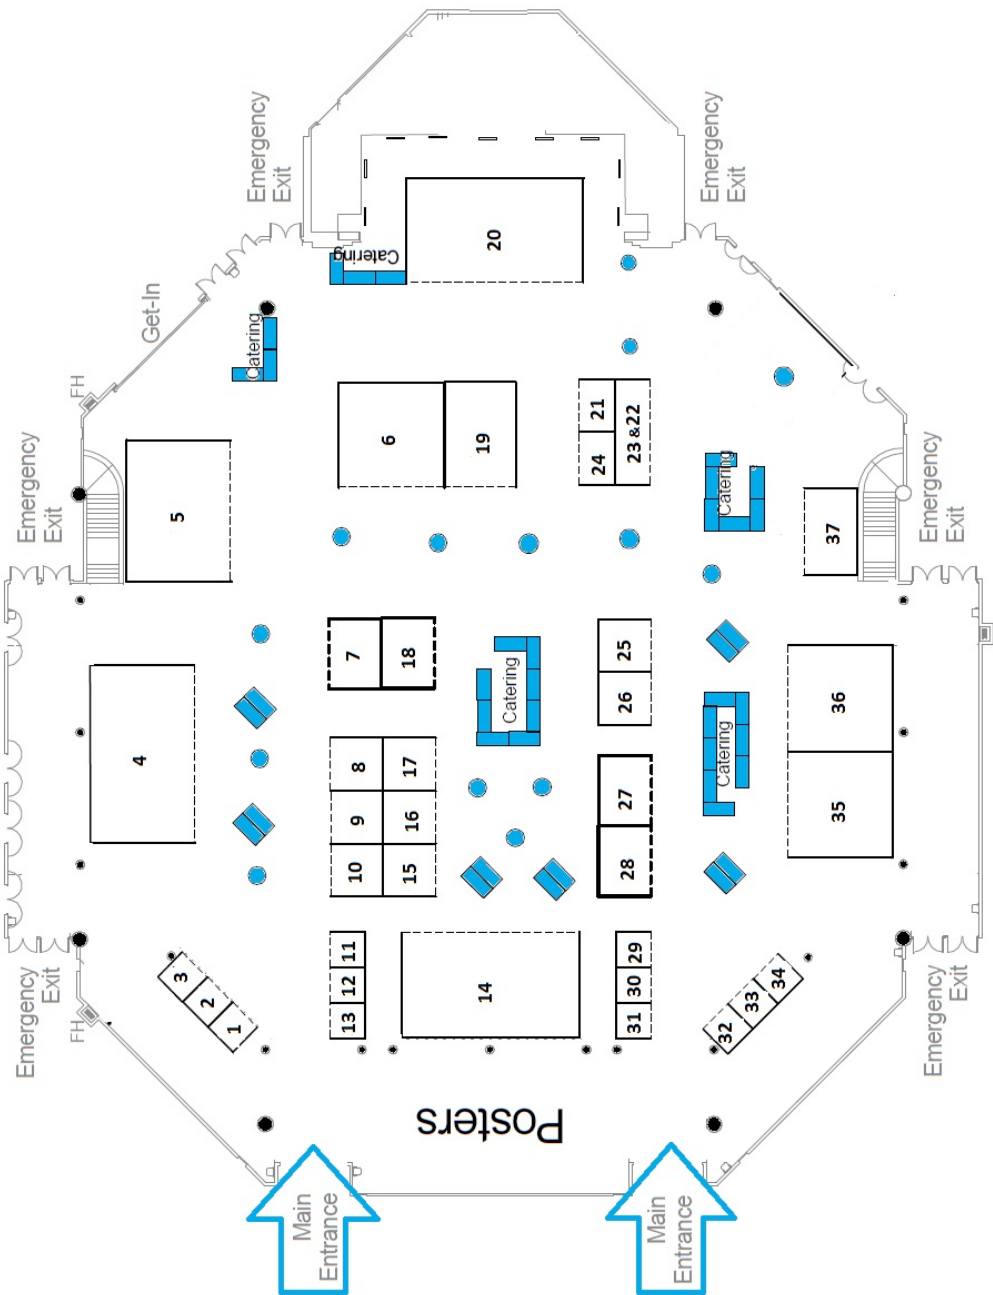 Emergency
Exit
Emergency
Exit
Get-In
FH
Catering
Catering
20
Emergency
Exit
5
6
19
21
24
23 & 22
Catering
37
Emergency
Exit
4
7
18
Catering
25
26
8
17
9
16
10
15
27
28
Catering
36
35
Emergency
Exit
FH
3
2
1
11
12
13
14
29
30
31
32
33
34
Emergency
Exit
Posters
Main
Entrance
Main
Entrance